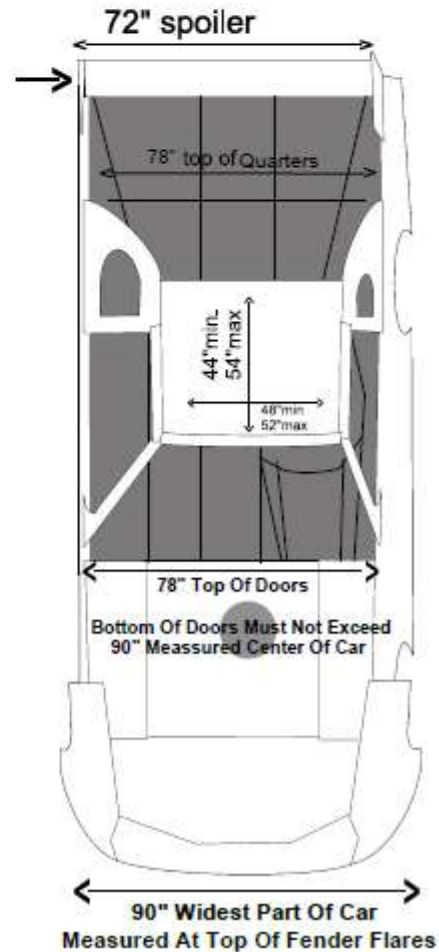 72" spoiler
78" top of Quarters
44"min.
54"max
48"min
52"max
78" Top Of Doors
Bottom Of Doors Must Not Exceed
90" Meassured Center Of Car
90" Widest Part Of Car
Measured At Top Of Fender Flares